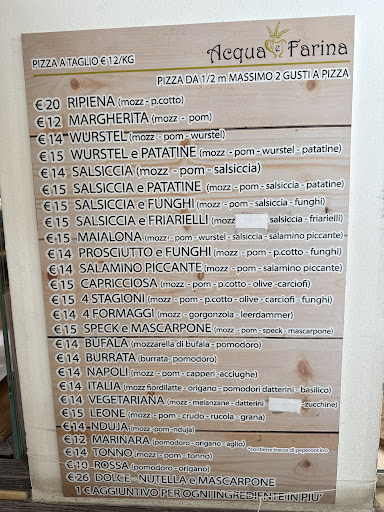 Acqua e Farina
PIZZA A TAGLIO € 12/KG
PIZZA DA 1/2 m MASSIMO 2 GUSTI A PIZZA
€ 20 RIPIENA (mozz - p.cotto)
€ 12 MARGHERITA (mozz - pom)
€ 14 WURSTEL (mozz - pom - wurstel)
€ 15 WURSTEL e PATATINE (mozz - pom - wurstel - patatine)
€ 14 SALSICCIA (mozz - pom - salsiccia)
€ 15 SALSICCIA e PATATINE (mozz - pom - salsiccia - patatine)
€ 15 SALSICCIA e FUNGHI (mozz - pom - salsiccia - funghi)
€ 15 SALSICCIA e FRIARIELLI (mozz salsiccia - friarielli)
€ 15 MAIALONA (mozz - pom - wurstel - salsiccia - salamino piccante)
€ 14 PROSCIUTTO e FUNGHI (mozz - pom - p.cotto - funghi)
€ 14 SALAMINO PICCANTE (mozz - pom - salamino piccante)
€ 15 CAPRICCIOSA (mozz - pom - p.cotto - olive - carciofi)
€ 15 4 STAGIONI (mozz - pom - p.cotto - olive - carciofi - funghi)
€ 14 4 FORMAGGI (mozz - gorgonzola - leerdammer)
€ 15 SPECK e MASCARPONE (mozz - pom - speck - mascarpone)
€ 14 BUFALA (mozzarella di bufala - pomodoro)
€ 14 BURRATA (burrata- pomodoro)
€ 14 NAPOLI (mozz - pom - capperi - acciughe)
€ 14 ITALIA (mozz fiordilatte - origano - pomodori datterini - basilico)
€ 14 VEGETARIANA (mozz - melanzane - datterini -zucchine)
€ 15 LEONE (mozz - pom - crudo - rucola - grana)
€ 14 NDUJA (mozz -pom -nduja)
€ 12 MARINARA (pomodoro - origano - aglio)
€ 14 TONNO (mozz - pom - tonno) *contiene tracce di peperoncino
€ 10 ROSSA (pomodoro - origano)
€ 26 DOLCE - NUTELLA e MASCARPONE
1 € AGGIUNTIVO PER OGNI INGREDIENTE IN PIU'